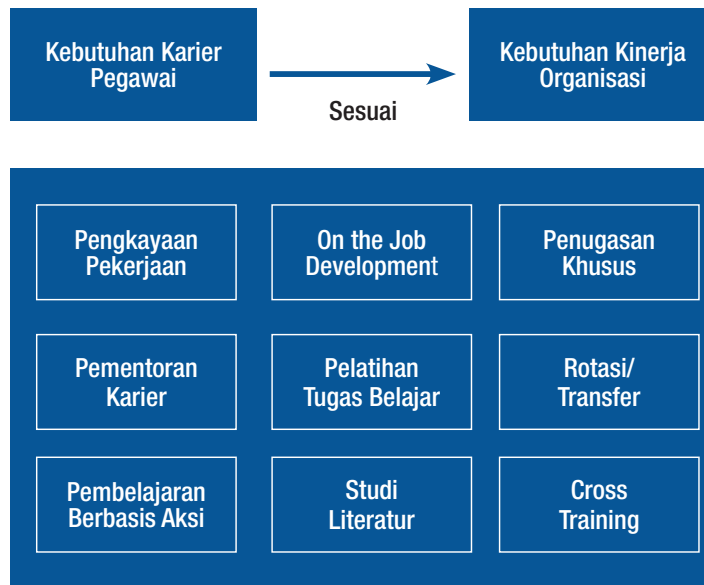 Kebutuhan Karier
Pegawai
Sesuai
Kebutuhan Kinerja
Organisasi
Pengkayaan
Pekerjaan
On the Job
Development
Penugasan
Khusus
Pementoran
Karier
Pelatihan
Tugas Belajar
Rotasi/
Transfer
Pembelajaran
Berbasis Aksi
Studi
Literatur
Cross
Training